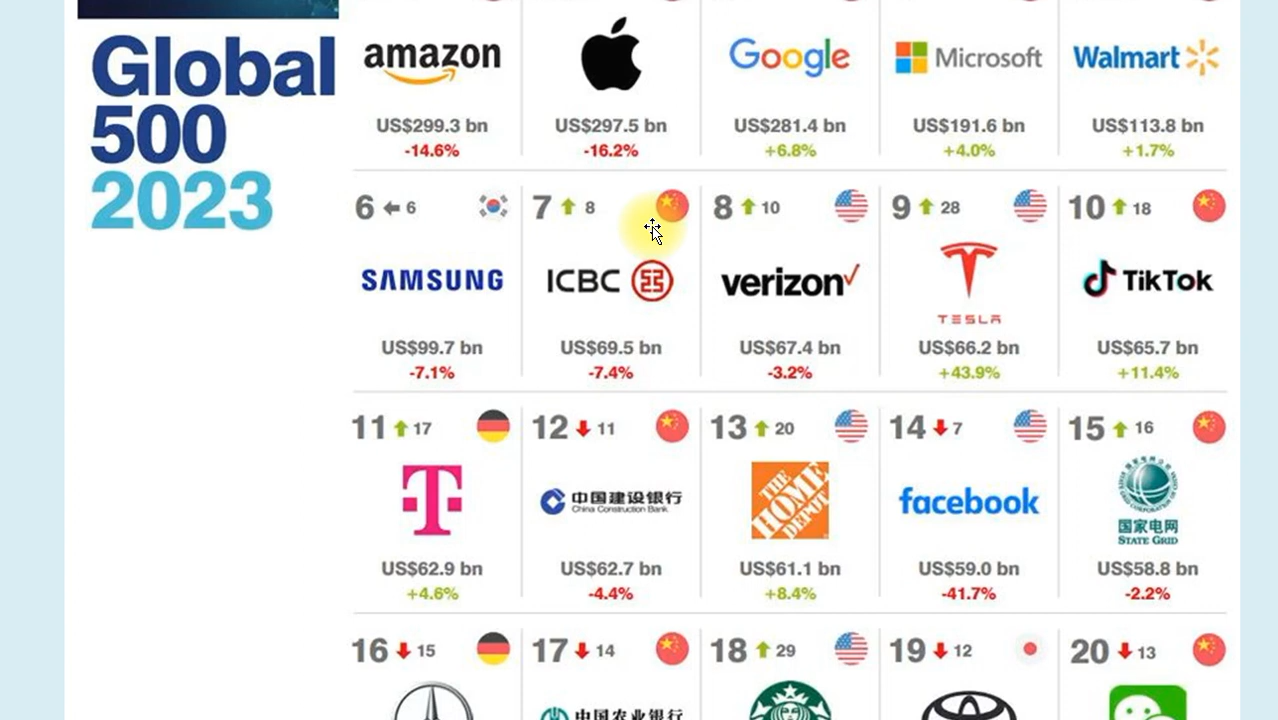 Global
500
2023
amazon
Google
Microsoft
Walmart
US$299.3 bn
US$297.5 bn
US$281.4 bn
US$191.6 bn
US$113.8 bn
-14.6%
-16.2%
+6.8%
+4.0%
+1.7%
6 6
7 8
8 10
9 28
10 18
SAMSUNG
ICBC
verizon
TESLA
TikTok
US$99.7 bn
US$69.5 bn
US$67.4 bn
US$66.2 bn
US$65.7 bn
-7.1%
-7.4%
-3.2%
+43.9%
+11.4%
11 17
12 11
13 20
14 7
15 16
T
中国建设银行
China Construction Bank
THE
HOME
DEPOT
facebook
国家电网
STATE GRID
US$62.9 bn
US$62.7 bn
US$61.1 bn
US$59.0 bn
US$58.8 bn
+4.6%
-4.4%
+8.4%
-41.7%
-2.2%
16 15
17 14
18 29
19 12
20 13
中国农业银行